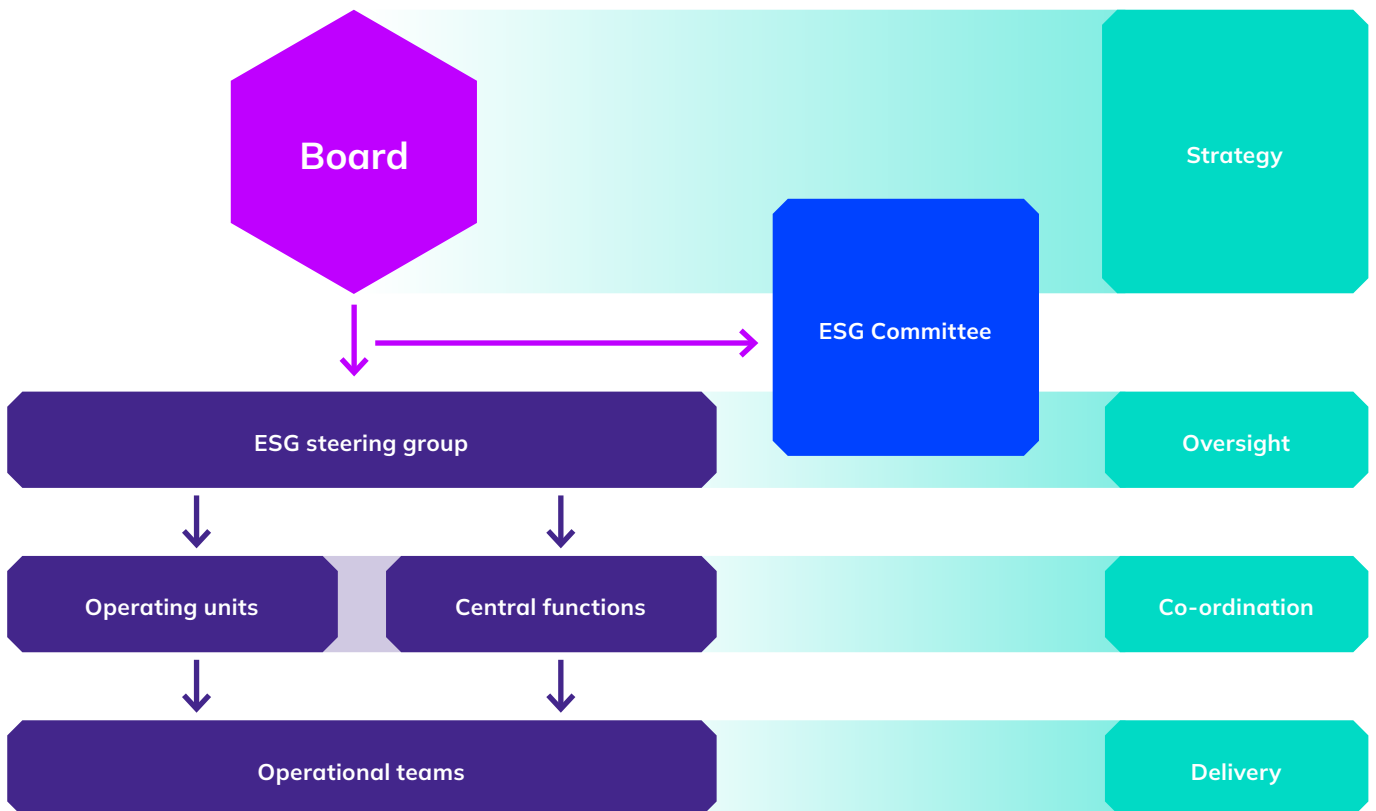 Board
Strategy
ESG Committee
ESG steering group
Oversight
Operating units
Central functions
Co-ordination
Operational teams
Delivery